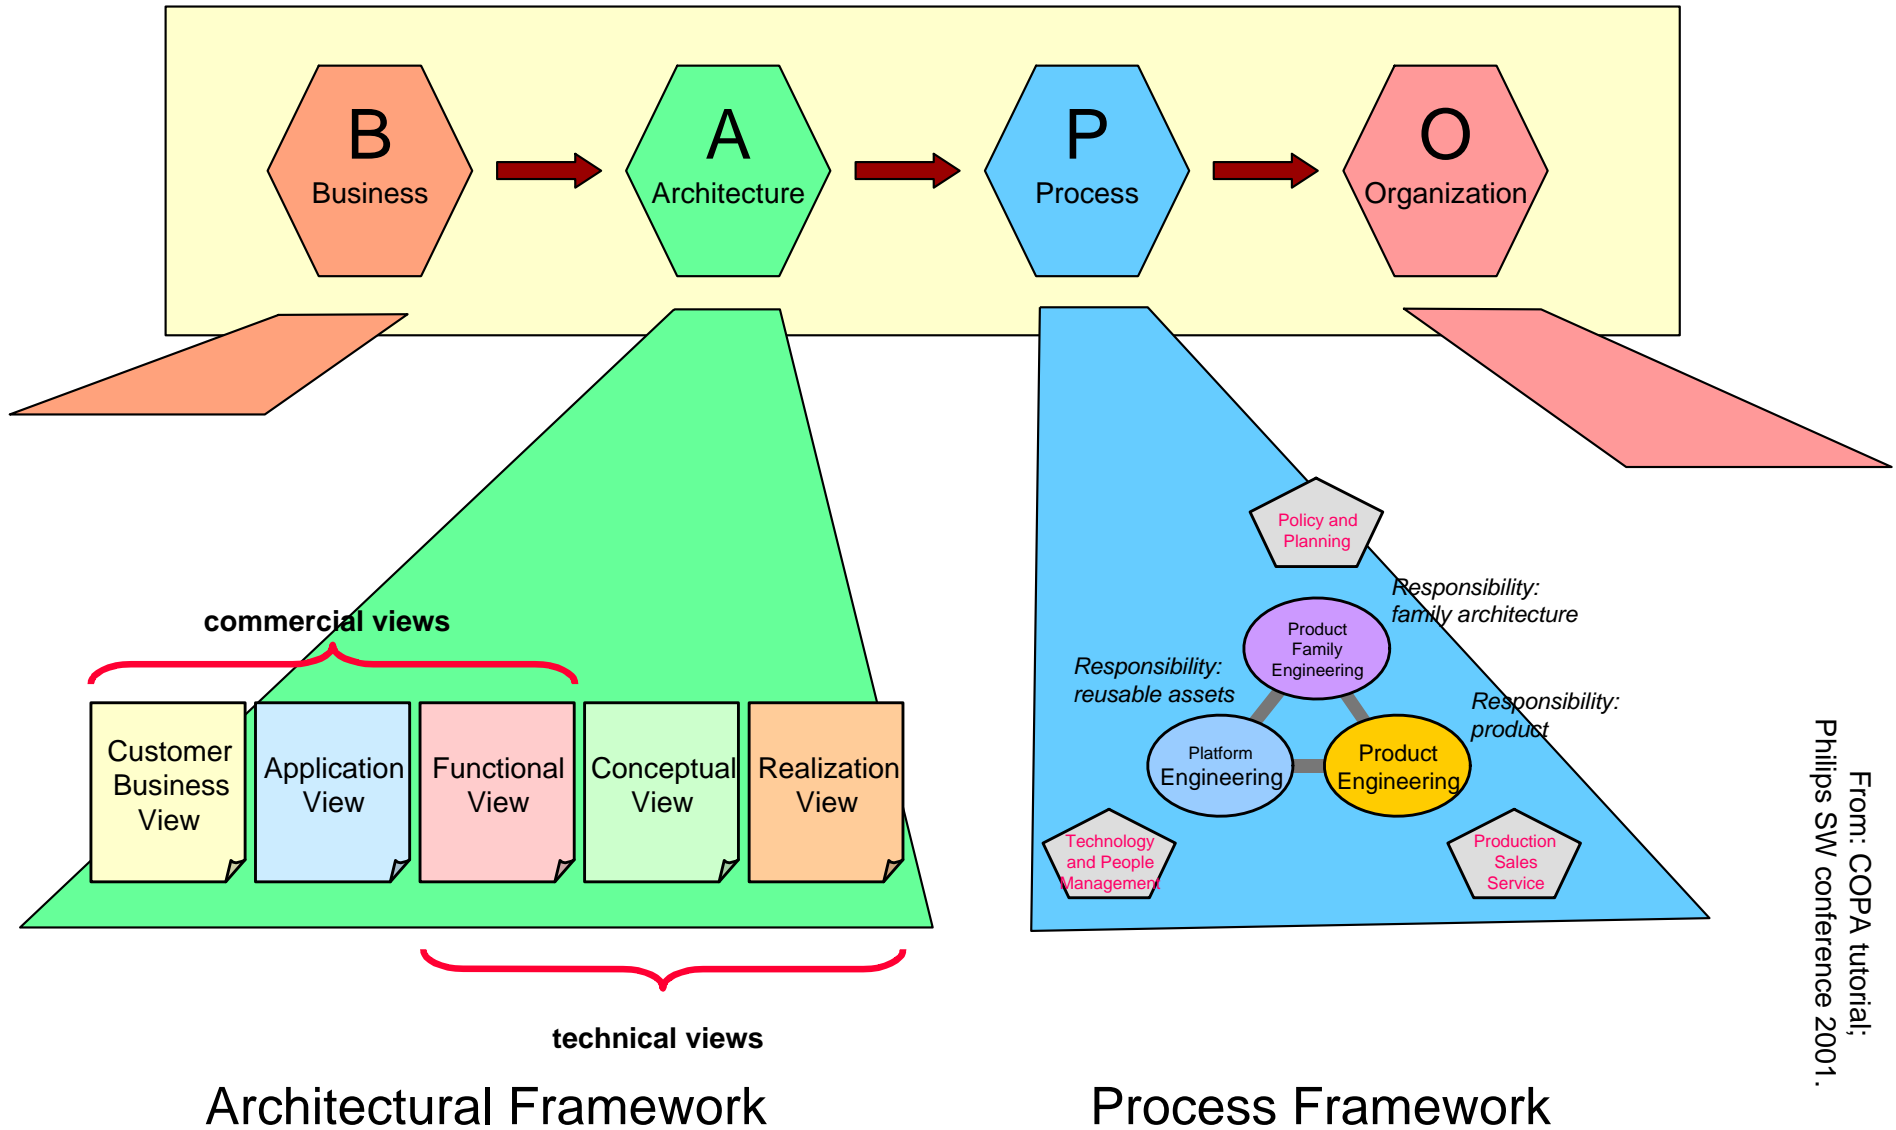 B
Business
A
Architecture
P
Process
O
Organization
commercial views
Customer
Business
View
Application
View
Functional
View
Conceptual
View
Realization
View
technical views
Architectural Framework
Policy and
Planning
Responsibility:
family architecture
Product
Family
Engineering
Responsibility:
reusable assets
Responsibility:
product
Platform
Engineering
Product
Engineering
Technology
and People
Management
Production
Sales
Service
Process Framework
From: COPA tutorial;
Philips SW conference 2001.